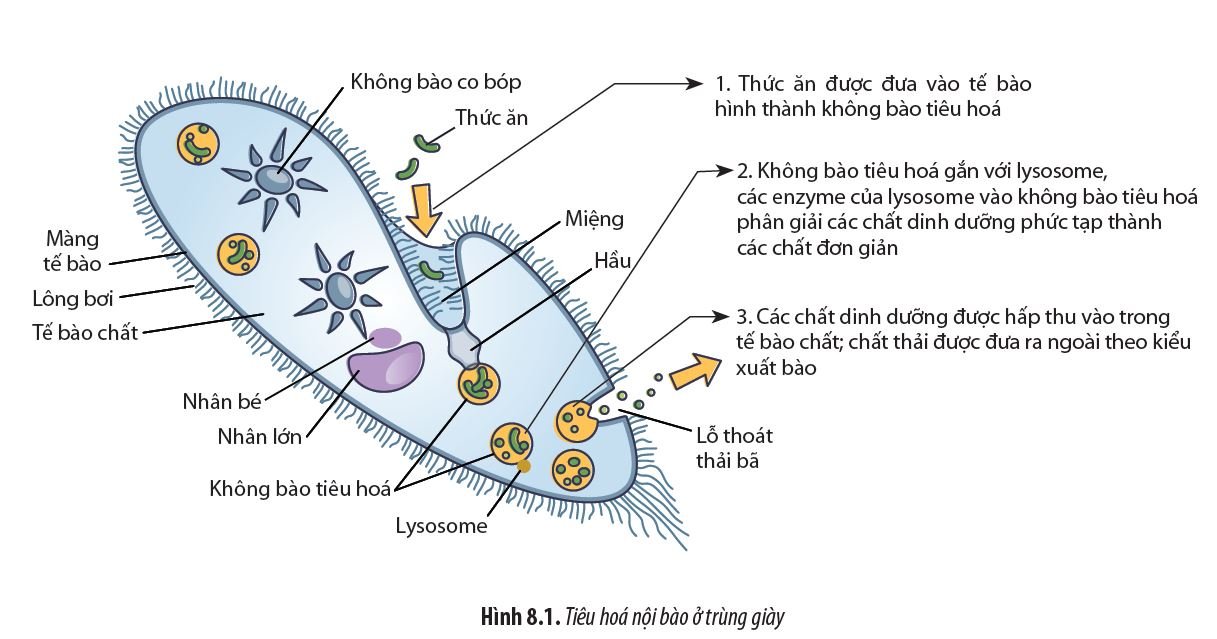 Không bào co bóp
Thức ăn
1. Thức ăn được đưa vào tế bào
hình thành không bào tiêu hoá
2. Không bào tiêu hoá gắn với lysosome,
các enzyme của lysosome vào không bào tiêu hoá
phân giải các chất dinh dưỡng phức tạp thành
các chất đơn giản
Miệng
Hầu
Màng
tế bào
Lông bơi
Tế bào chất
3. Các chất dinh dưỡng được hấp thu vào trong
tế bào chất; chất thải được đưa ra ngoài theo kiểu
xuất bào
Nhân bé
Nhân lớn
Lỗ thoát
thải bã
Không bào tiêu hoá
Lysosome
Hình 8.1. Tiêu hoá nội bào ở trùng giày